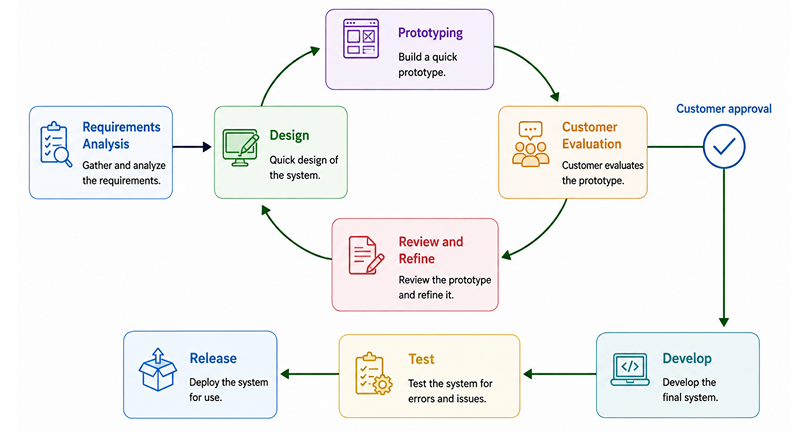 Prototyping
Build a quick
prototype.
Customer approval
Requirements
Analysis
Gather and analyze
the requirements.
Design
Quick design of
the system.
Customer
Evaluation
Customer evaluates
the prototype.
Review and
Refine
Review the prototype
and refine it.
Release
Deploy the system
for use.
Test
Test the system for
errors and issues.
Develop
Develop the
final system.